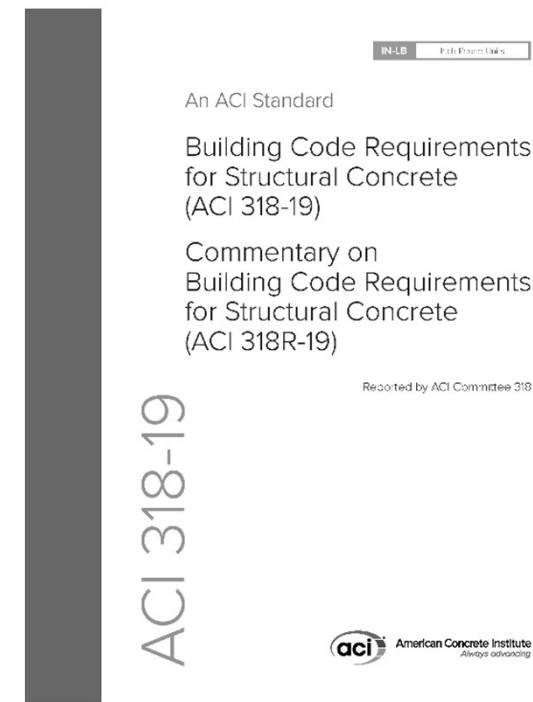 IN-LB Inch-Pound Units
An ACI Standard
Building Code Requirements
for Structural Concrete
(ACI 318-19)
Commentary on
Building Code Requirements
for Structural Concrete
(ACI 318R-19)
Reported by ACI Committee 318
ACI 318-19
aci American Concrete Institute
Always advancing